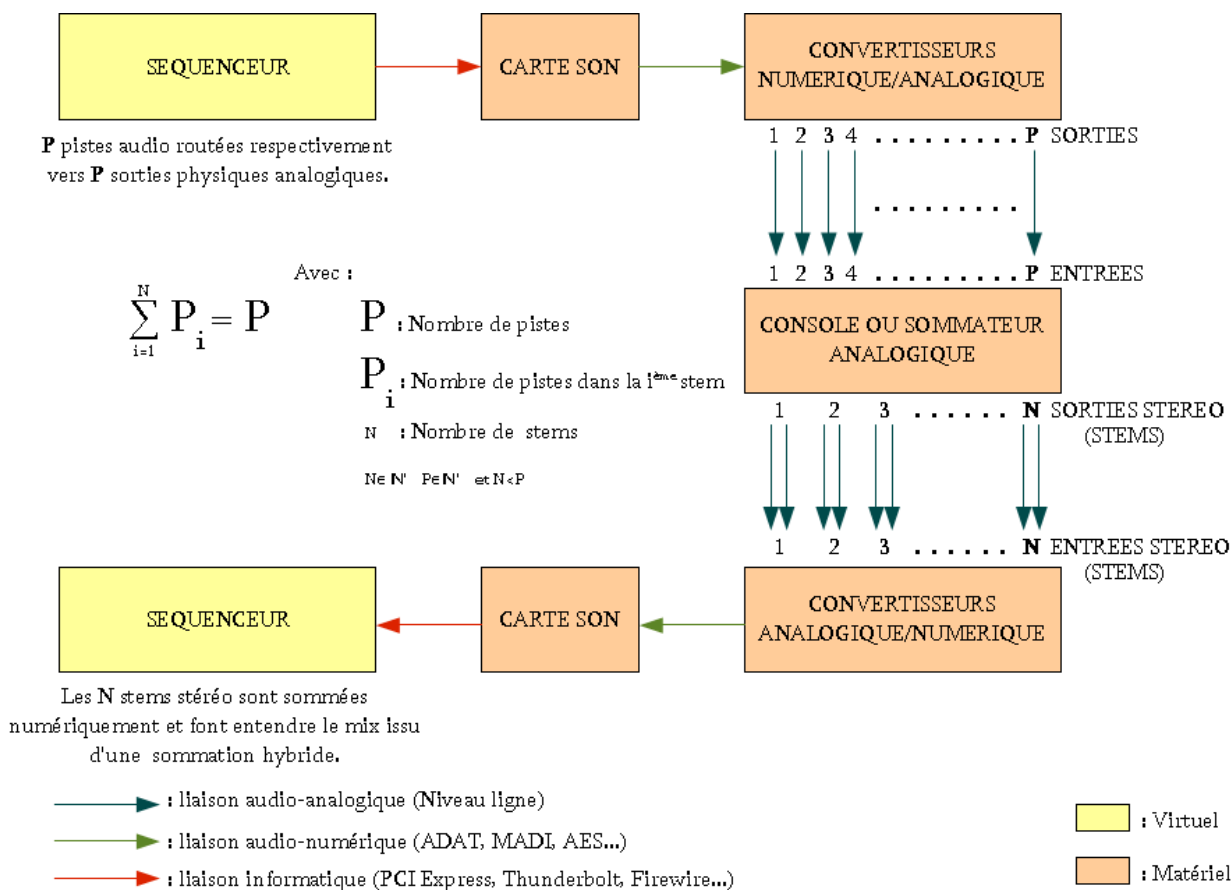 SEQUENCEUR
CARTE SON
CONVERTISSEURS
NUMERIQUE/ANALOGIQUE
P pistes audio routées respectivement
vers P sorties physiques analogiques.
1 2 3 4 . . . . . . . . . P SORTIES
. . . . . . . . .
1 2 3 4 . . . . . . . . . P ENTREES
Avec :
N
∑ Pi = P
i=1
P : Nombre de pistes
Pi : Nombre de pistes dans la ième stem
N : Nombre de stems
N∈ℕ* P∈ℕ* et N<P
CONSOLE OU SOMMATEUR
ANALOGIQUE
1 2 3 . . . . . . N SORTIES STEREO
(STEMS)
1 2 3 . . . . . . N ENTREES STEREO
(STEMS)
SEQUENCEUR
CARTE SON
CONVERTISSEURS
ANALOGIQUE/NUMERIQUE
Les N stems stéréo sont sommées
numériquement et font entendre le mix issu
d'une sommation hybride.
: liaison audio-analogique (Niveau ligne)
: liaison audio-numérique (ADAT, MADI, AES...)
: liaison informatique (PCI Express, Thunderbolt, Firewire...)
: Virtuel
: Matériel